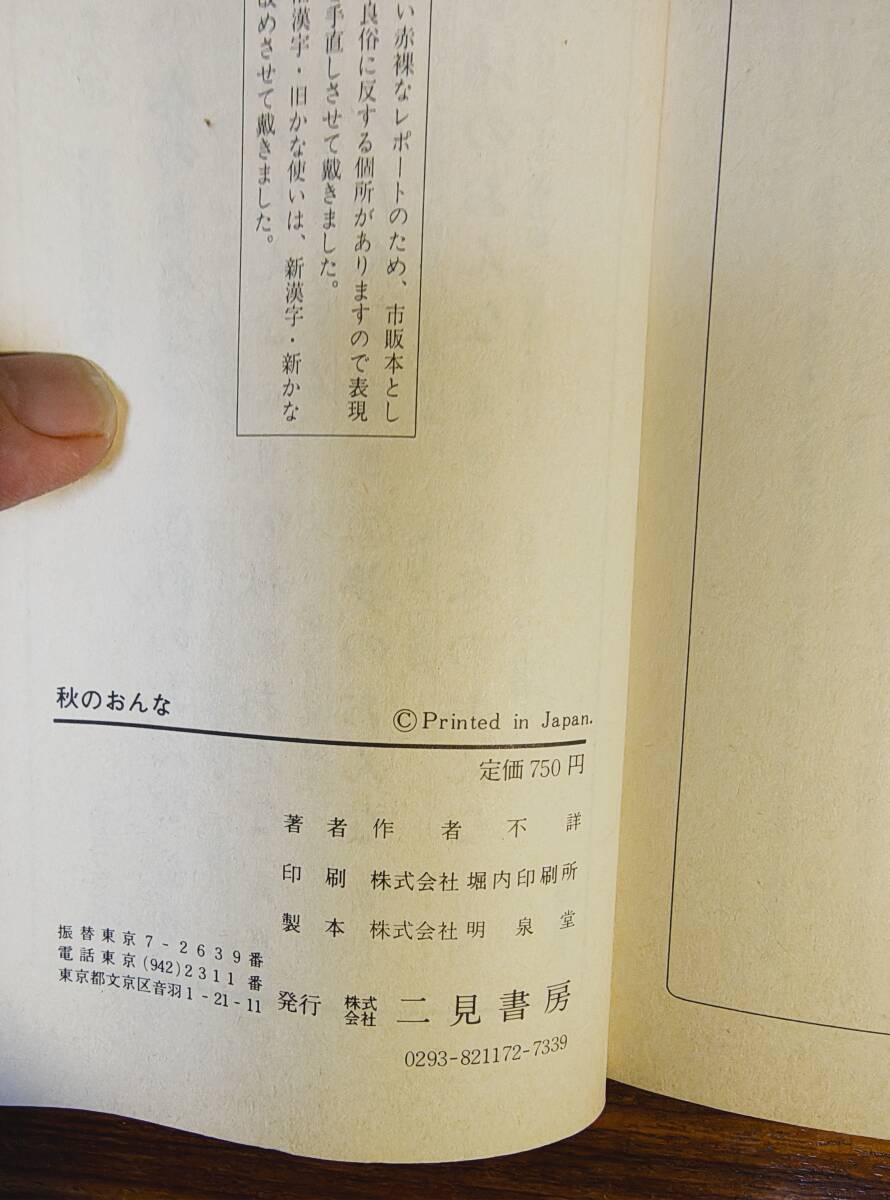 い赤裸なレポートのため、市販本とし
良俗に反する個所がありますので表現
手直しさせて戴きました。
漢字・旧かな使いは、新漢字・新かな
改めさせて戴きました。
秋のおんな
©Printed in Japan.
定価750円
著者 作者不詳
印刷 株式会社 堀内印刷所
製本 株式会社 明泉堂
振替東京7-2639番
電話東京(942)2311番
東京都文京区音羽1-21-11
発行 株式会社 二見書房
0293-821172-7339